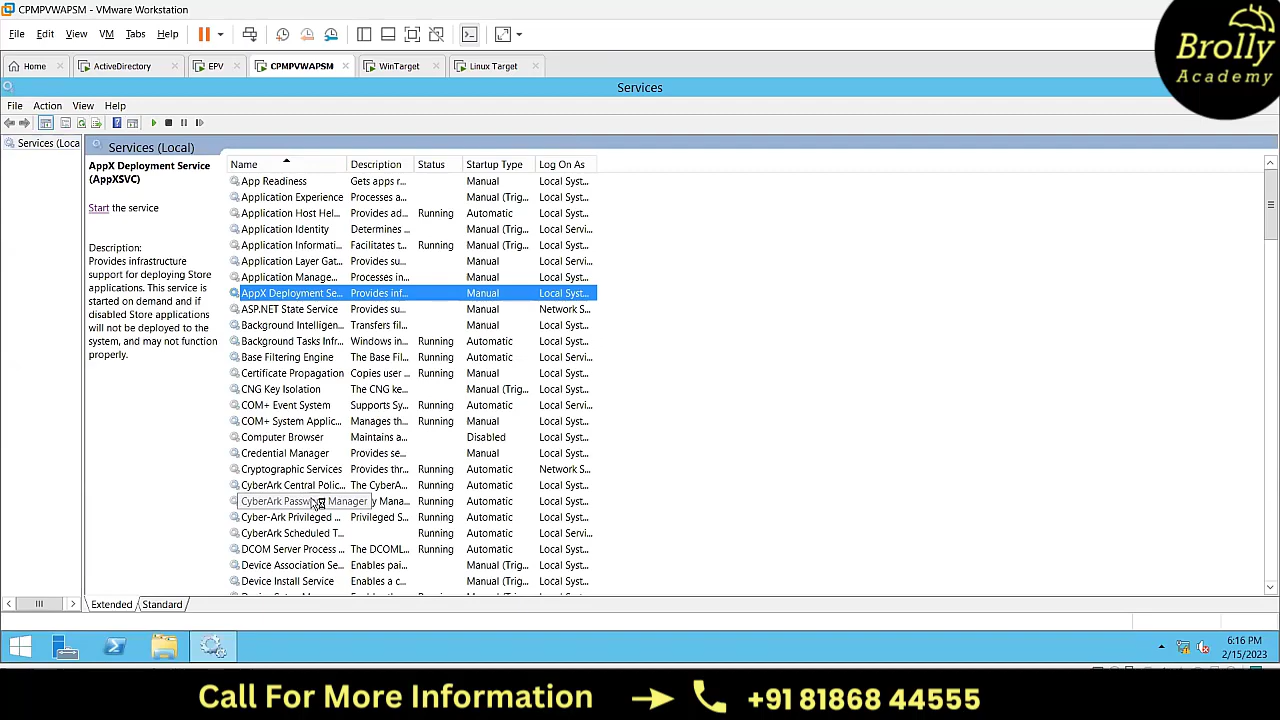 CPMPVWAPSM - VMware Workstation
File Edit View VM Tabs Help
Home ActiveDirectory EPV CPMPVWAPSM WinTarget Linux Target
Brolly
Academy
Services
File Action View Help
Services (Loca Services (Local)
AppX Deployment Service
(AppXSVC)
Start the service
Description:
Provides infrastructure
support for deploying Store
applications. This service is
started on demand and if
disabled Store applications
will not be deployed to the
system, and may not function
properly.
Name Description Status Startup Type Log On As
App Readiness Gets apps r... Manual Local Syst...
Application Experience Processes a... Manual (Trig... Local Syst...
Application Host Hel... Provides ad... Running Automatic Local Syst...
Application Identity Determines ... Manual (Trig... Local Servi...
Application Informati... Facilitates t... Running Manual (Trig... Local Syst...
Application Layer Gat... Provides su... Manual Local Servi...
Application Manage... Processes in... Manual Local Syst...
AppX Deployment Se... Provides inf... Manual Local Syst...
ASP.NET State Service Provides su... Manual Network S...
Background Intelligen... Transfers fil... Manual Local Syst...
Background Tasks Infr... Windows in... Running Automatic Local Syst...
Base Filtering Engine The Base Fil... Running Automatic Local Servi...
Certificate Propagation Copies user ... Running Manual Local Syst...
CNG Key Isolation The CNG ke... Manual (Trig... Local Syst...
COM+ Event System Supports Sy... Running Automatic Local Servi...
COM+ System Applic... Manages th... Running Manual Local Syst...
Computer Browser Maintains a... Disabled Local Syst...
Credential Manager Provides se... Manual Local Syst...
Cryptographic Services Provides thr... Running Automatic Network S...
CyberArk Central Polic... The CyberA... Running Automatic Local Syst...
CyberArk Password Manager y Mana... Running Automatic Local Syst...
Cyber-Ark Privileged ... Privileged S... Running Automatic Local Syst...
CyberArk Scheduled T... Running Automatic Local Servi...
DCOM Server Process ... The DCOML... Running Automatic Local Syst...
Device Association Se... Enables pai... Manual (Trig... Local Syst...
Device Install Service Enables a c... Manual (Trig... Local Syst...
Extended Standard
6:16 PM
2/15/2023
Call For More Information +91 81868 44555